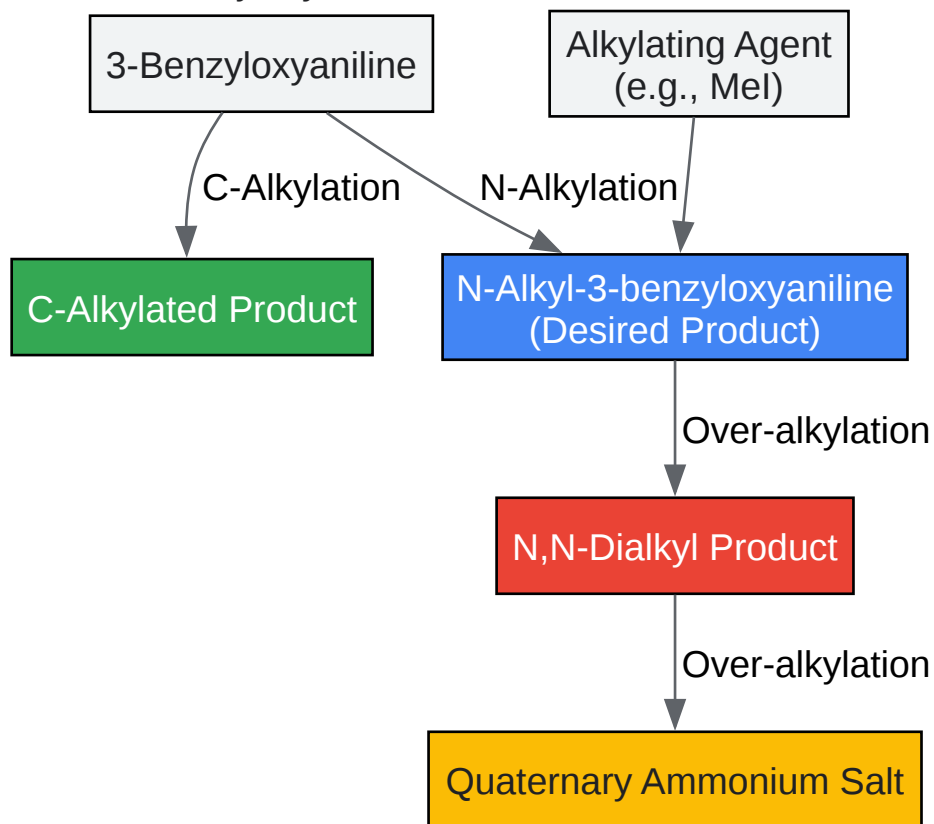 3-Benzyloxyaniline
Alkylating Agent
(e.g., MeI)
C-Alkylation
N-Alkylation
C-Alkylated Product
N-Alkyl-3-benzyloxyaniline
(Desired Product)
Over-alkylation
N,N-Dialkyl Product
Over-alkylation
Quaternary Ammonium Salt